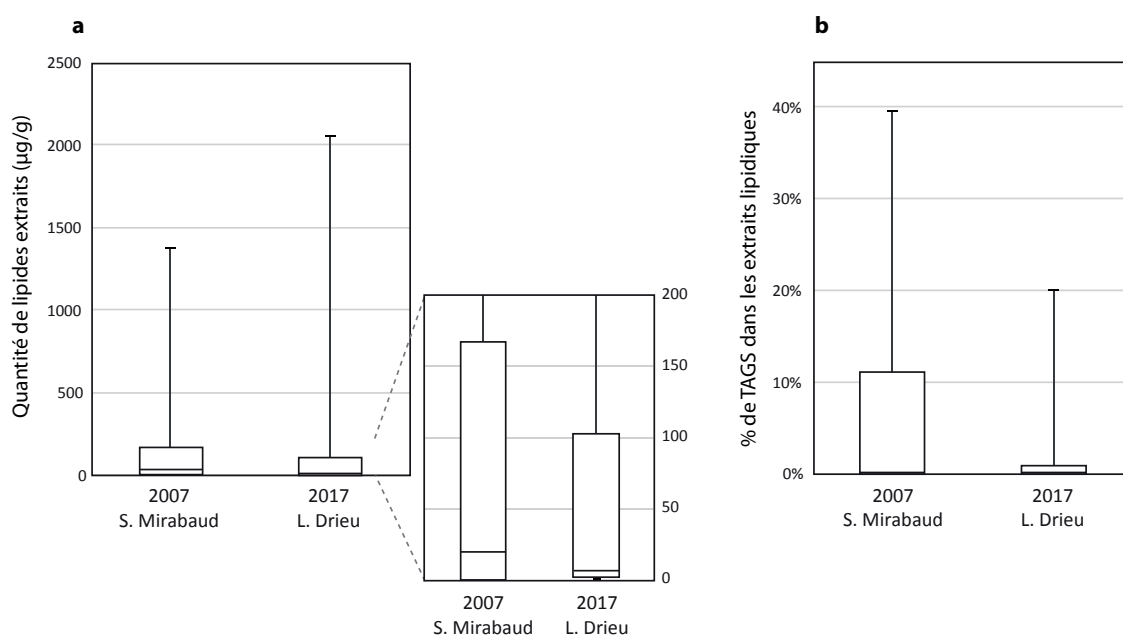 a
Quantité de lipides extraits (μg/g)
2500
2000
1500
1000
500
0
2007
S. Mirabaud
2017
L. Drieu
200
150
100
50
0
2007
S. Mirabaud
2017
L. Drieu
b
% de TAGS dans les extraits lipidiques
40%
30%
20%
10%
0%
2007
S. Mirabaud
2017
L. Drieu